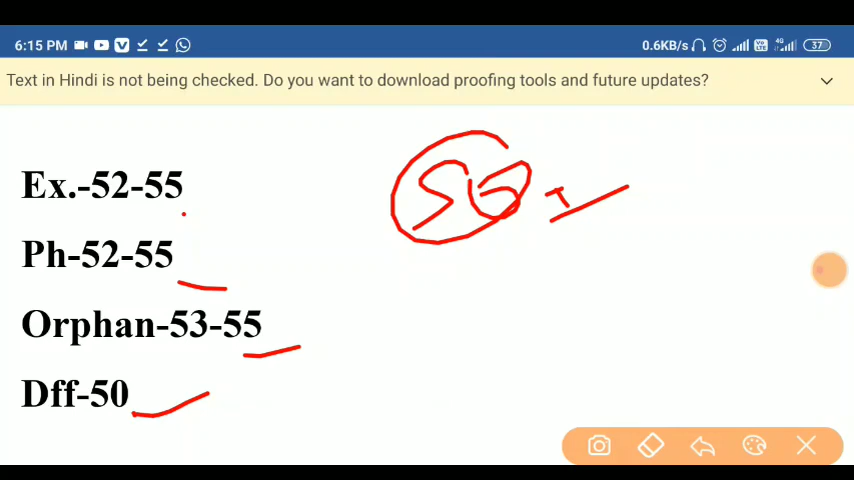 6:15 PM 0.6KB/s 4G 37
Text in Hindi is not being checked. Do you want to download proofing tools and future updates?
Ex.-52-55
Ph-52-55
Orphan-53-55
Dff-50